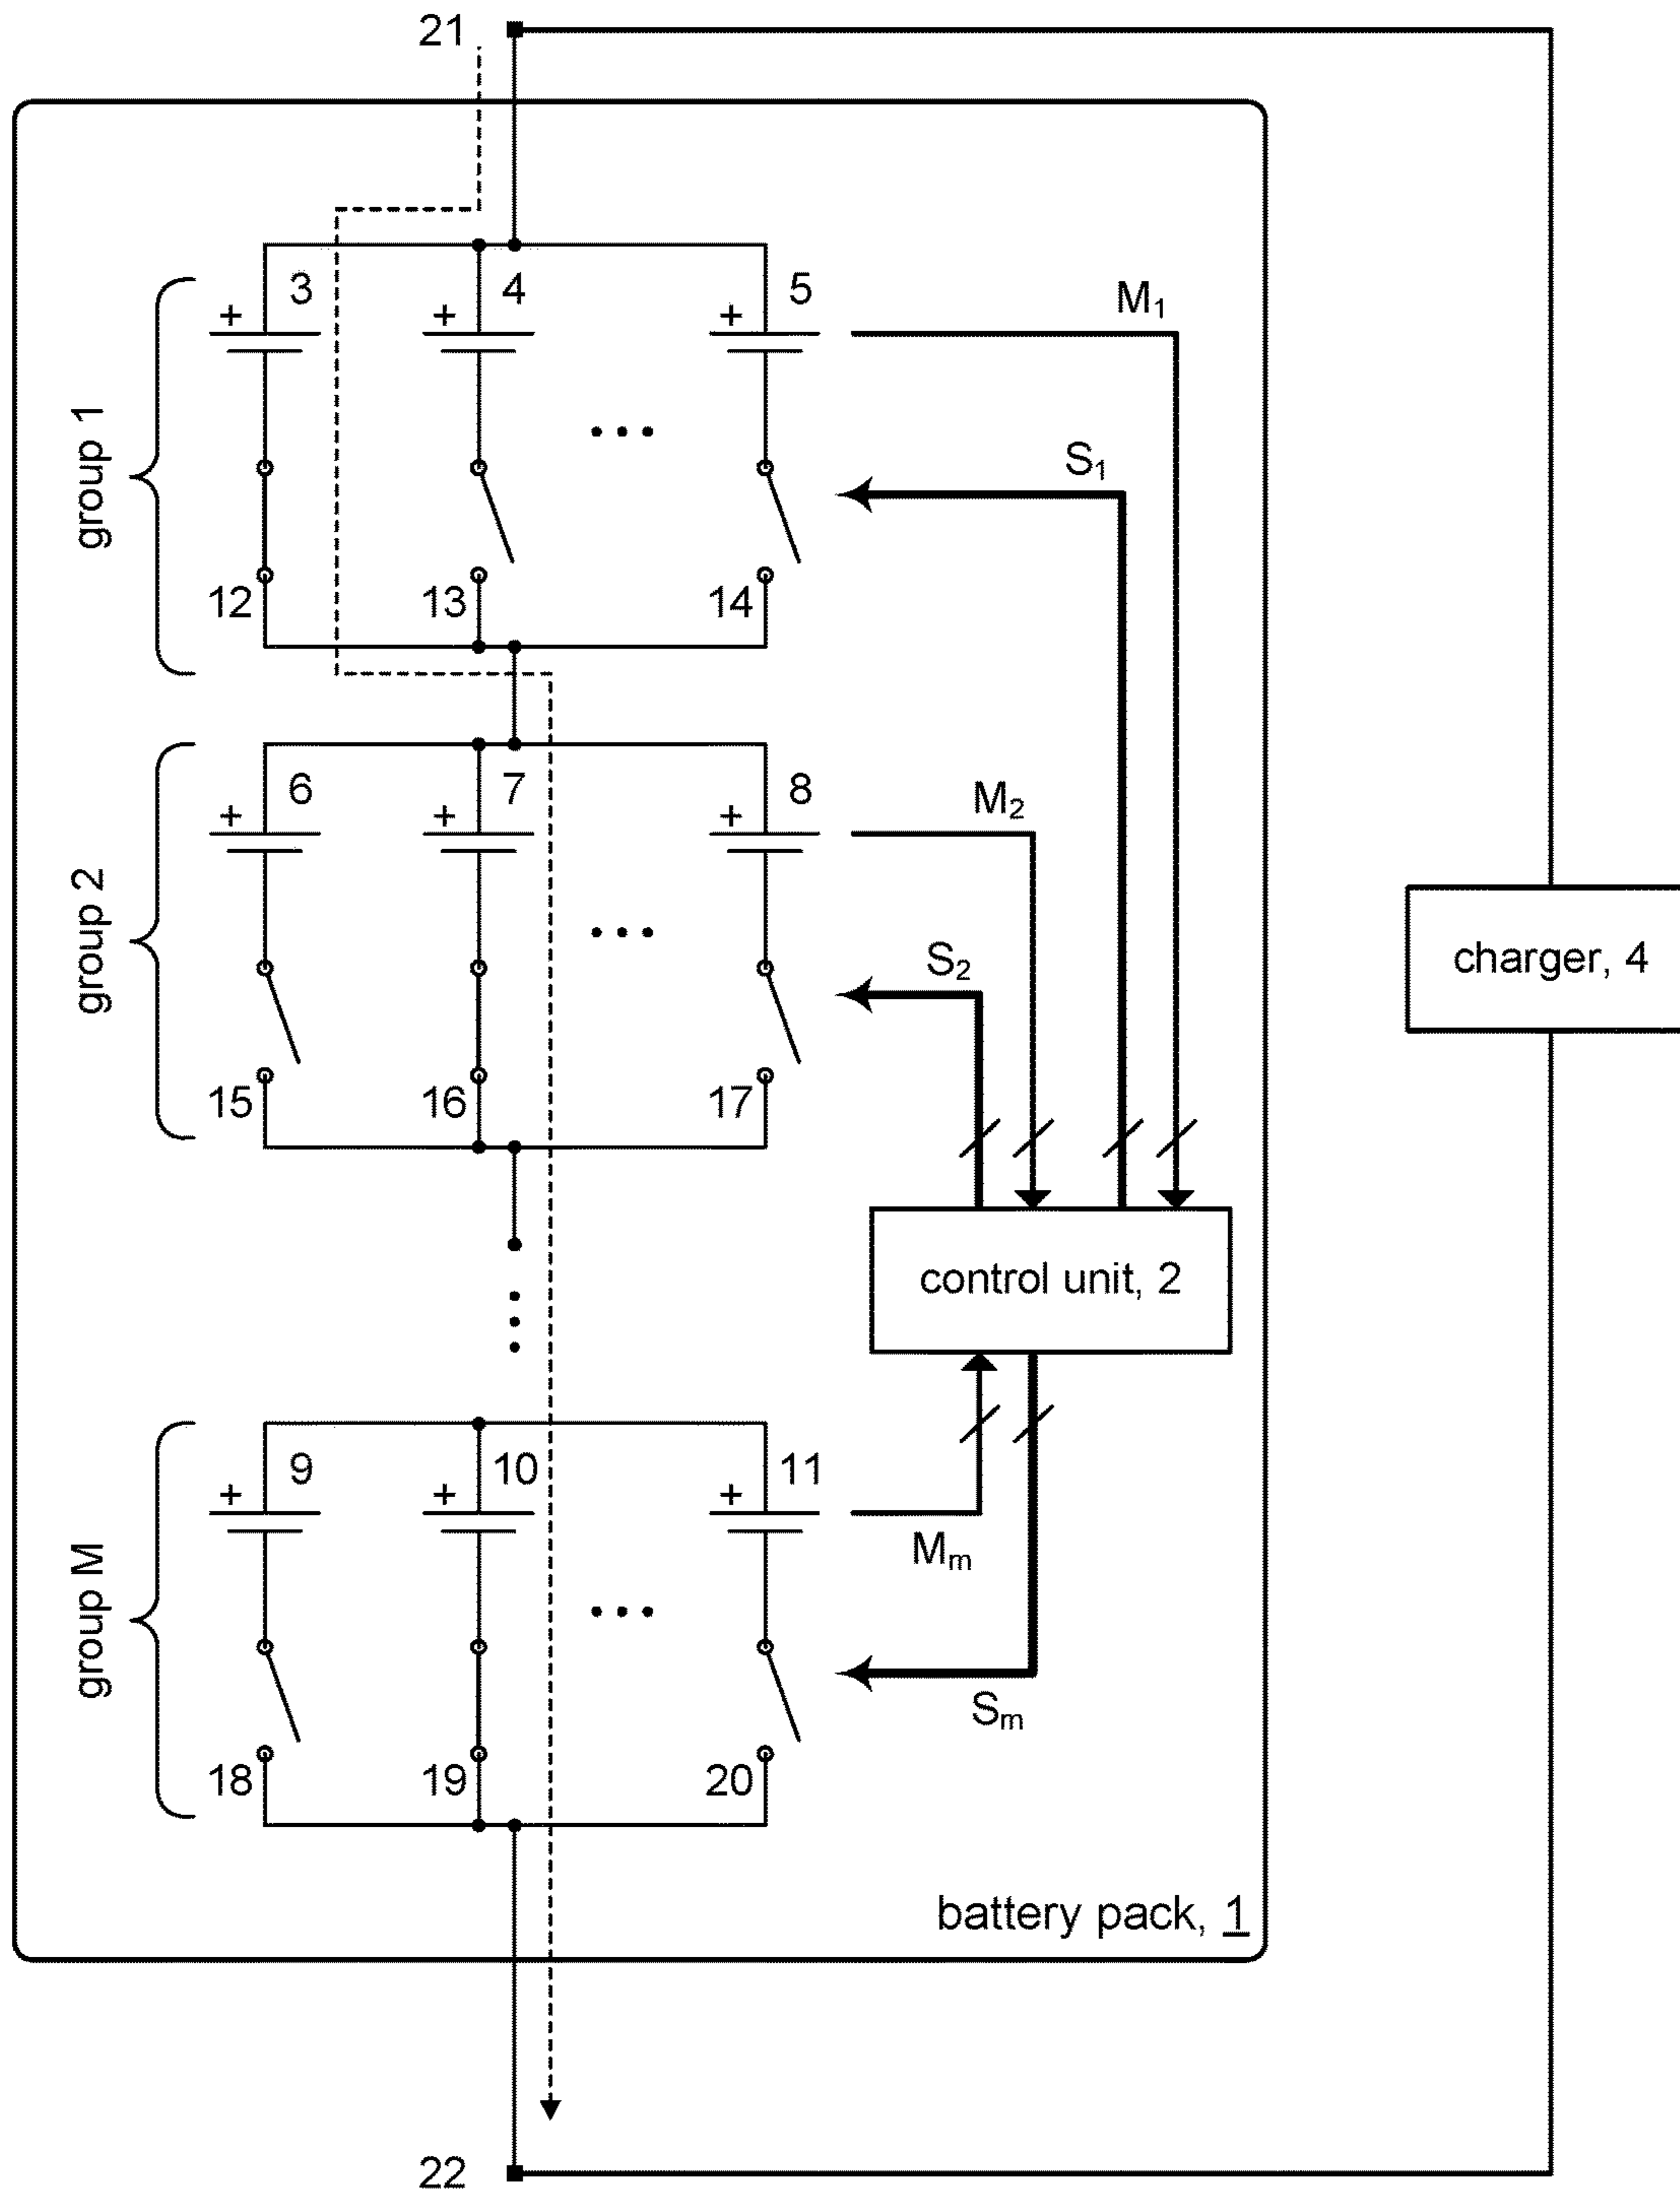 21
3
4
5
+
+
+
M₁
group 1
S₁
12
13
14
6
7
8
+
+
+
M₂
group 2
S₂
charger, 4
15
16
17
control unit, 2
9
10
11
+
+
+
Mₘ
group M
Sₘ
18
19
20
battery pack, 1
22